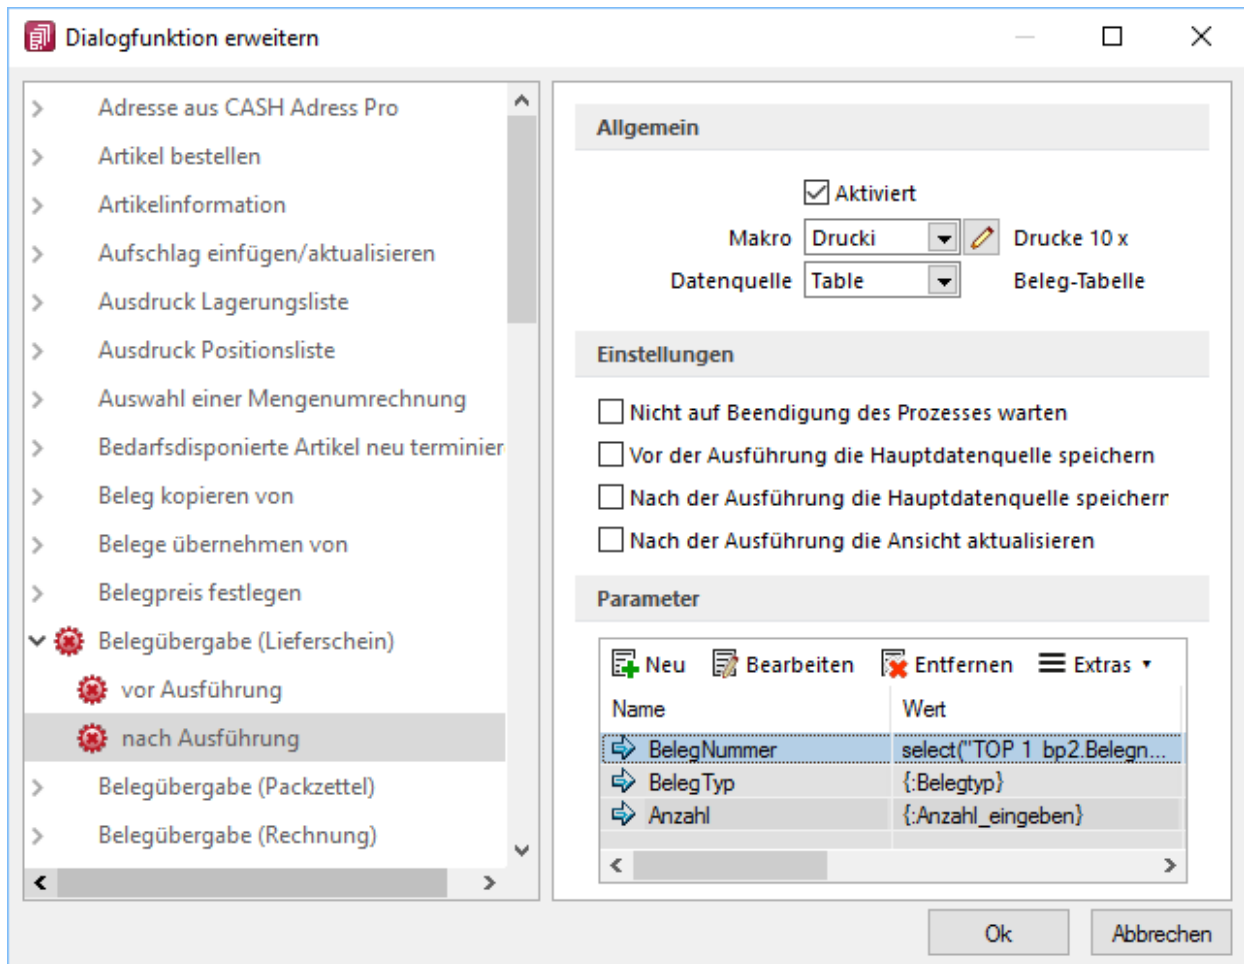 Dialogfunktion erweitern
Adresse aus CASH Adress Pro
Artikel bestellen
Artikelinformation
Aufschlag einfügen/aktualisieren
Ausdruck Lagerungsliste
Ausdruck Positionsliste
Auswahl einer Mengenumrechnung
Bedarfsdisponierte Artikel neu terminier
Beleg kopieren von
Belege übernehmen von
Belegpreis festlegen
Belegübergabe (Lieferschein)
vor Ausführung
nach Ausführung
Belegübergabe (Packzettel)
Belegübergabe (Rechnung)
Allgemein
Aktiviert
Makro Drucki Drucke 10 x
Datenquelle Table Beleg-Tabelle
Einstellungen
Nicht auf Beendigung des Prozesses warten
Vor der Ausführung die Hauptdatenquelle speichern
Nach der Ausführung die Hauptdatenquelle speichern
Nach der Ausführung die Ansicht aktualisieren
Parameter
Neu Bearbeiten Entfernen Extras
Name Wert
BelegNummer select("TOP 1 bp2.Belegn...
BelegTyp {:Belegtyp}
Anzahl {:Anzahl_eingeben}
Ok Abbrechen